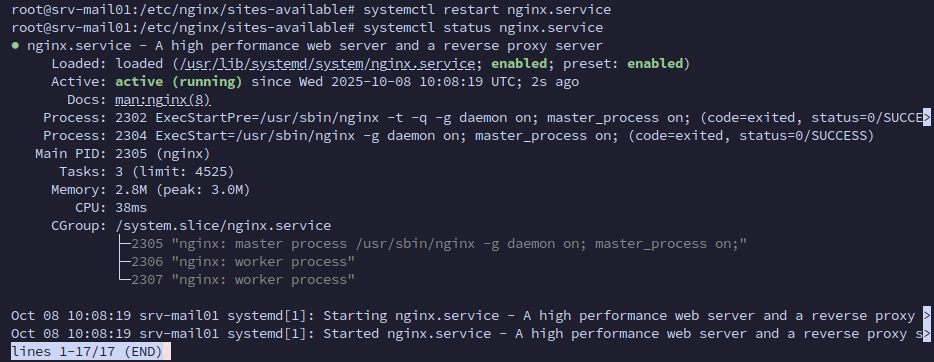 root@srv-mail01:/etc/nginx/sites-available# systemctl restart nginx.service
root@srv-mail01:/etc/nginx/sites-available# systemctl status nginx.service
● nginx.service - A high performance web server and a reverse proxy server
     Loaded: loaded (/usr/lib/systemd/system/nginx.service; enabled; preset: enabled)
     Active: active (running) since Wed 2025-10-08 10:08:19 UTC; 2s ago
       Docs: man:nginx(8)
    Process: 2302 ExecStartPre=/usr/sbin/nginx -t -q -g daemon on; master_process on; (code=exited, status=0/SUCCE>
    Process: 2304 ExecStart=/usr/sbin/nginx -g daemon on; master_process on; (code=exited, status=0/SUCCESS)
   Main PID: 2305 (nginx)
      Tasks: 3 (limit: 4525)
     Memory: 2.8M (peak: 3.0M)
        CPU: 38ms
     CGroup: /system.slice/nginx.service
             ├─2305 "nginx: master process /usr/sbin/nginx -g daemon on; master_process on;"
             ├─2306 "nginx: worker process"
             └─2307 "nginx: worker process"

Oct 08 10:08:19 srv-mail01 systemd[1]: Starting nginx.service - A high performance web server and a reverse proxy >
Oct 08 10:08:19 srv-mail01 systemd[1]: Started nginx.service - A high performance web server and a reverse proxy s>
lines 1-17/17 (END)